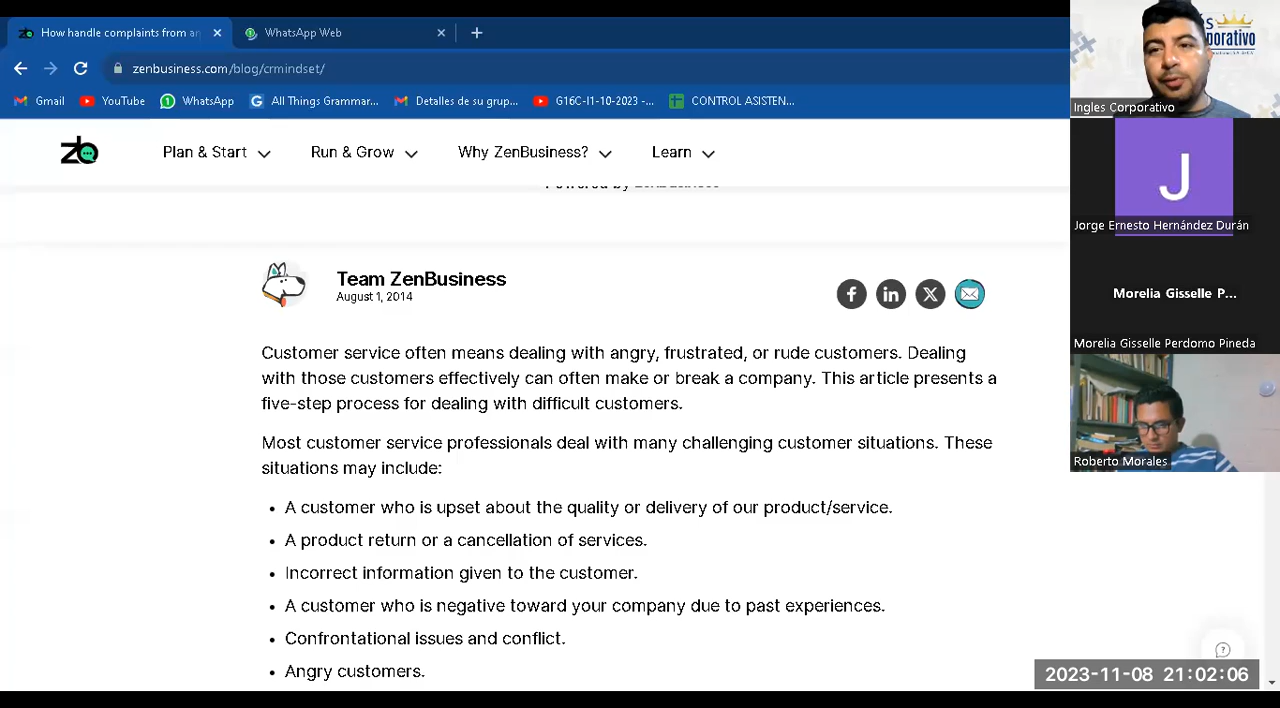 How handle complaints from an
WhatsApp Web
zenbusiness.com/blog/crmindset/
Gmail
YouTube
WhatsApp
All Things Grammar...
Detalles de su grup...
G16C-I1-10-2023 -...
CONTROL ASISTEN...
Plan & Start
Run & Grow
Why ZenBusiness?
Learn
Powered by ZenBusiness
Team ZenBusiness
August 1, 2014
Customer service often means dealing with angry, frustrated, or rude customers. Dealing
with those customers effectively can often make or break a company. This article presents a
five-step process for dealing with difficult customers.
Most customer service professionals deal with many challenging customer situations. These
situations may include:
• A customer who is upset about the quality or delivery of our product/service.
• A product return or a cancellation of services.
• Incorrect information given to the customer.
• A customer who is negative toward your company due to past experiences.
• Confrontational issues and conflict.
• Angry customers.
Ingles Corporativo
J
Jorge Ernesto Hernández Durán
Morelia Gisselle P...
Morelia Gisselle Perdomo Pineda
Roberto Morales
2023-11-08 21:02:06